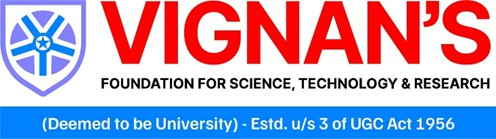 VIGNAN'S
FOUNDATION FOR SCIENCE, TECHNOLOGY & RESEARCH
(Deemed to be University) - Estd. u/s 3 of UGC Act 1956